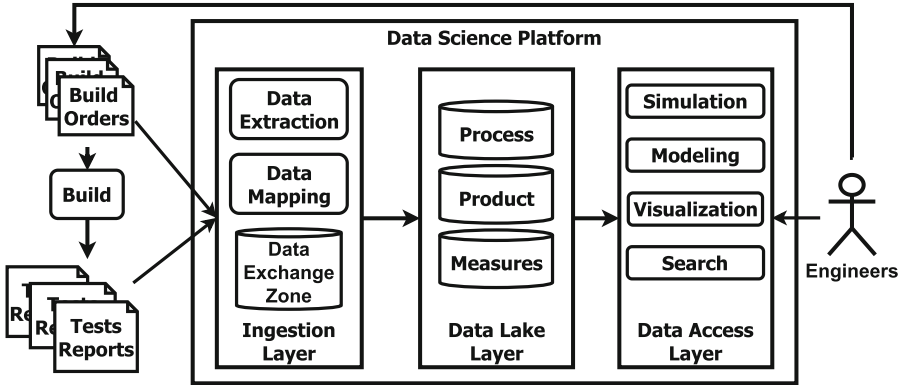 Data Science Platform
Build
Orders
Build
Tests
Reports
Data
Extraction
Data
Mapping
Data
Exchange
Zone
Ingestion
Layer
Process
Product
Measures
Data Lake
Layer
Simulation
Modeling
Visualization
Search
Data Access
Layer
Engineers